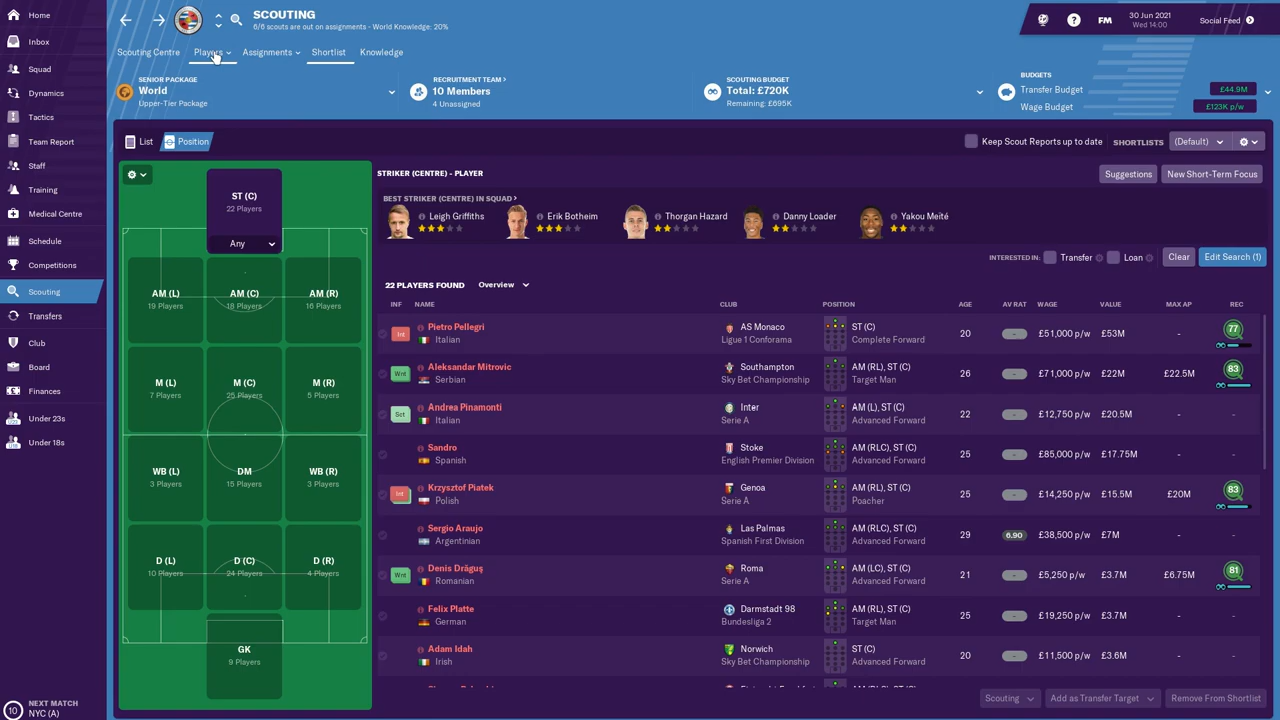 SCOUTING
6/6 scouts are out on assignments - World Knowledge: 20%
30 Jun 2021
Wed 14:00
FM
Social Feed
Home
Inbox
Squad
Dynamics
Tactics
Team Report
Staff
Training
Medical Centre
Schedule
Competitions
Scouting
Transfers
Club
Board
Finances
Under 23s
Under 18s
10
NEXT MATCH
NYC (A)
Scouting Centre
Players
Assignments
Shortlist
Knowledge
SENIOR PACKAGE
World
Upper-Tier Package
RECRUITMENT TEAM >
10 Members
4 Unassigned
SCOUTING BUDGET
Total: £720K
Remaining: £695K
BUDGETS
Transfer Budget £44.9M
Wage Budget £123K p/w
List
Position
Keep Scout Reports up to date
SHORTLISTS
(Default)
ST (C)
22 Players
Any
AM (L)
19 Players
AM (C)
18 Players
AM (R)
16 Players
M (L)
7 Players
M (C)
25 Players
M (R)
5 Players
WB (L)
3 Players
DM
15 Players
WB (R)
3 Players
D (L)
10 Players
D (C)
24 Players
D (R)
4 Players
GK
9 Players
STRIKER (CENTRE) - PLAYER
Suggestions
New Short-Term Focus
BEST STRIKER (CENTRE) IN SQUAD >
Leigh Griffiths
Erik Botheim
Thorgan Hazard
Danny Loader
Yakou Meité
INTERESTED IN:
Transfer
Loan
Clear
Edit Search (1)
22 PLAYERS FOUND
Overview
INF NAME CLUB POSITION AGE AV RAT WAGE VALUE MAX AP REC
Int Pietro Pellegri AS Monaco ST (C) 20 - £51,000 p/w £53M - 77
Italian Ligue 1 Conforama Complete Forward
Wnt Aleksandar Mitrovic Southampton AM (RL), ST (C) 26 - £71,000 p/w £22M £22.5M 83
Serbian Sky Bet Championship Target Man
Sct Andrea Pinamonti Inter AM (L), ST (C) 22 - £12,750 p/w £20.5M - -
Italian Serie A Advanced Forward
Sandro Stoke AM (RLC), ST (C) 25 - £85,000 p/w £17.75M - -
Spanish English Premier Division Advanced Forward
Int Krzysztof Piatek Genoa AM (RL), ST (C) 25 - £14,250 p/w £15.5M £20M 83
Polish Serie A Poacher
Sergio Araujo Las Palmas AM (RLC), ST (C) 29 6.90 £38,500 p/w £7M - -
Argentinian Spanish First Division Advanced Forward
Wnt Denis Drăguş Roma AM (LC), ST (C) 21 - £5,250 p/w £3.7M £6.75M 81
Romanian Serie A Advanced Forward
Felix Platte Darmstadt 98 AM (RL), ST (C) 25 - £19,250 p/w £3.7M - -
German Bundesliga 2 Target Man
Adam Idah Norwich ST (C) 20 - £11,500 p/w £3.6M - -
Irish Sky Bet Championship Advanced Forward
Scouting
Add as Transfer Target
Remove From Shortlist